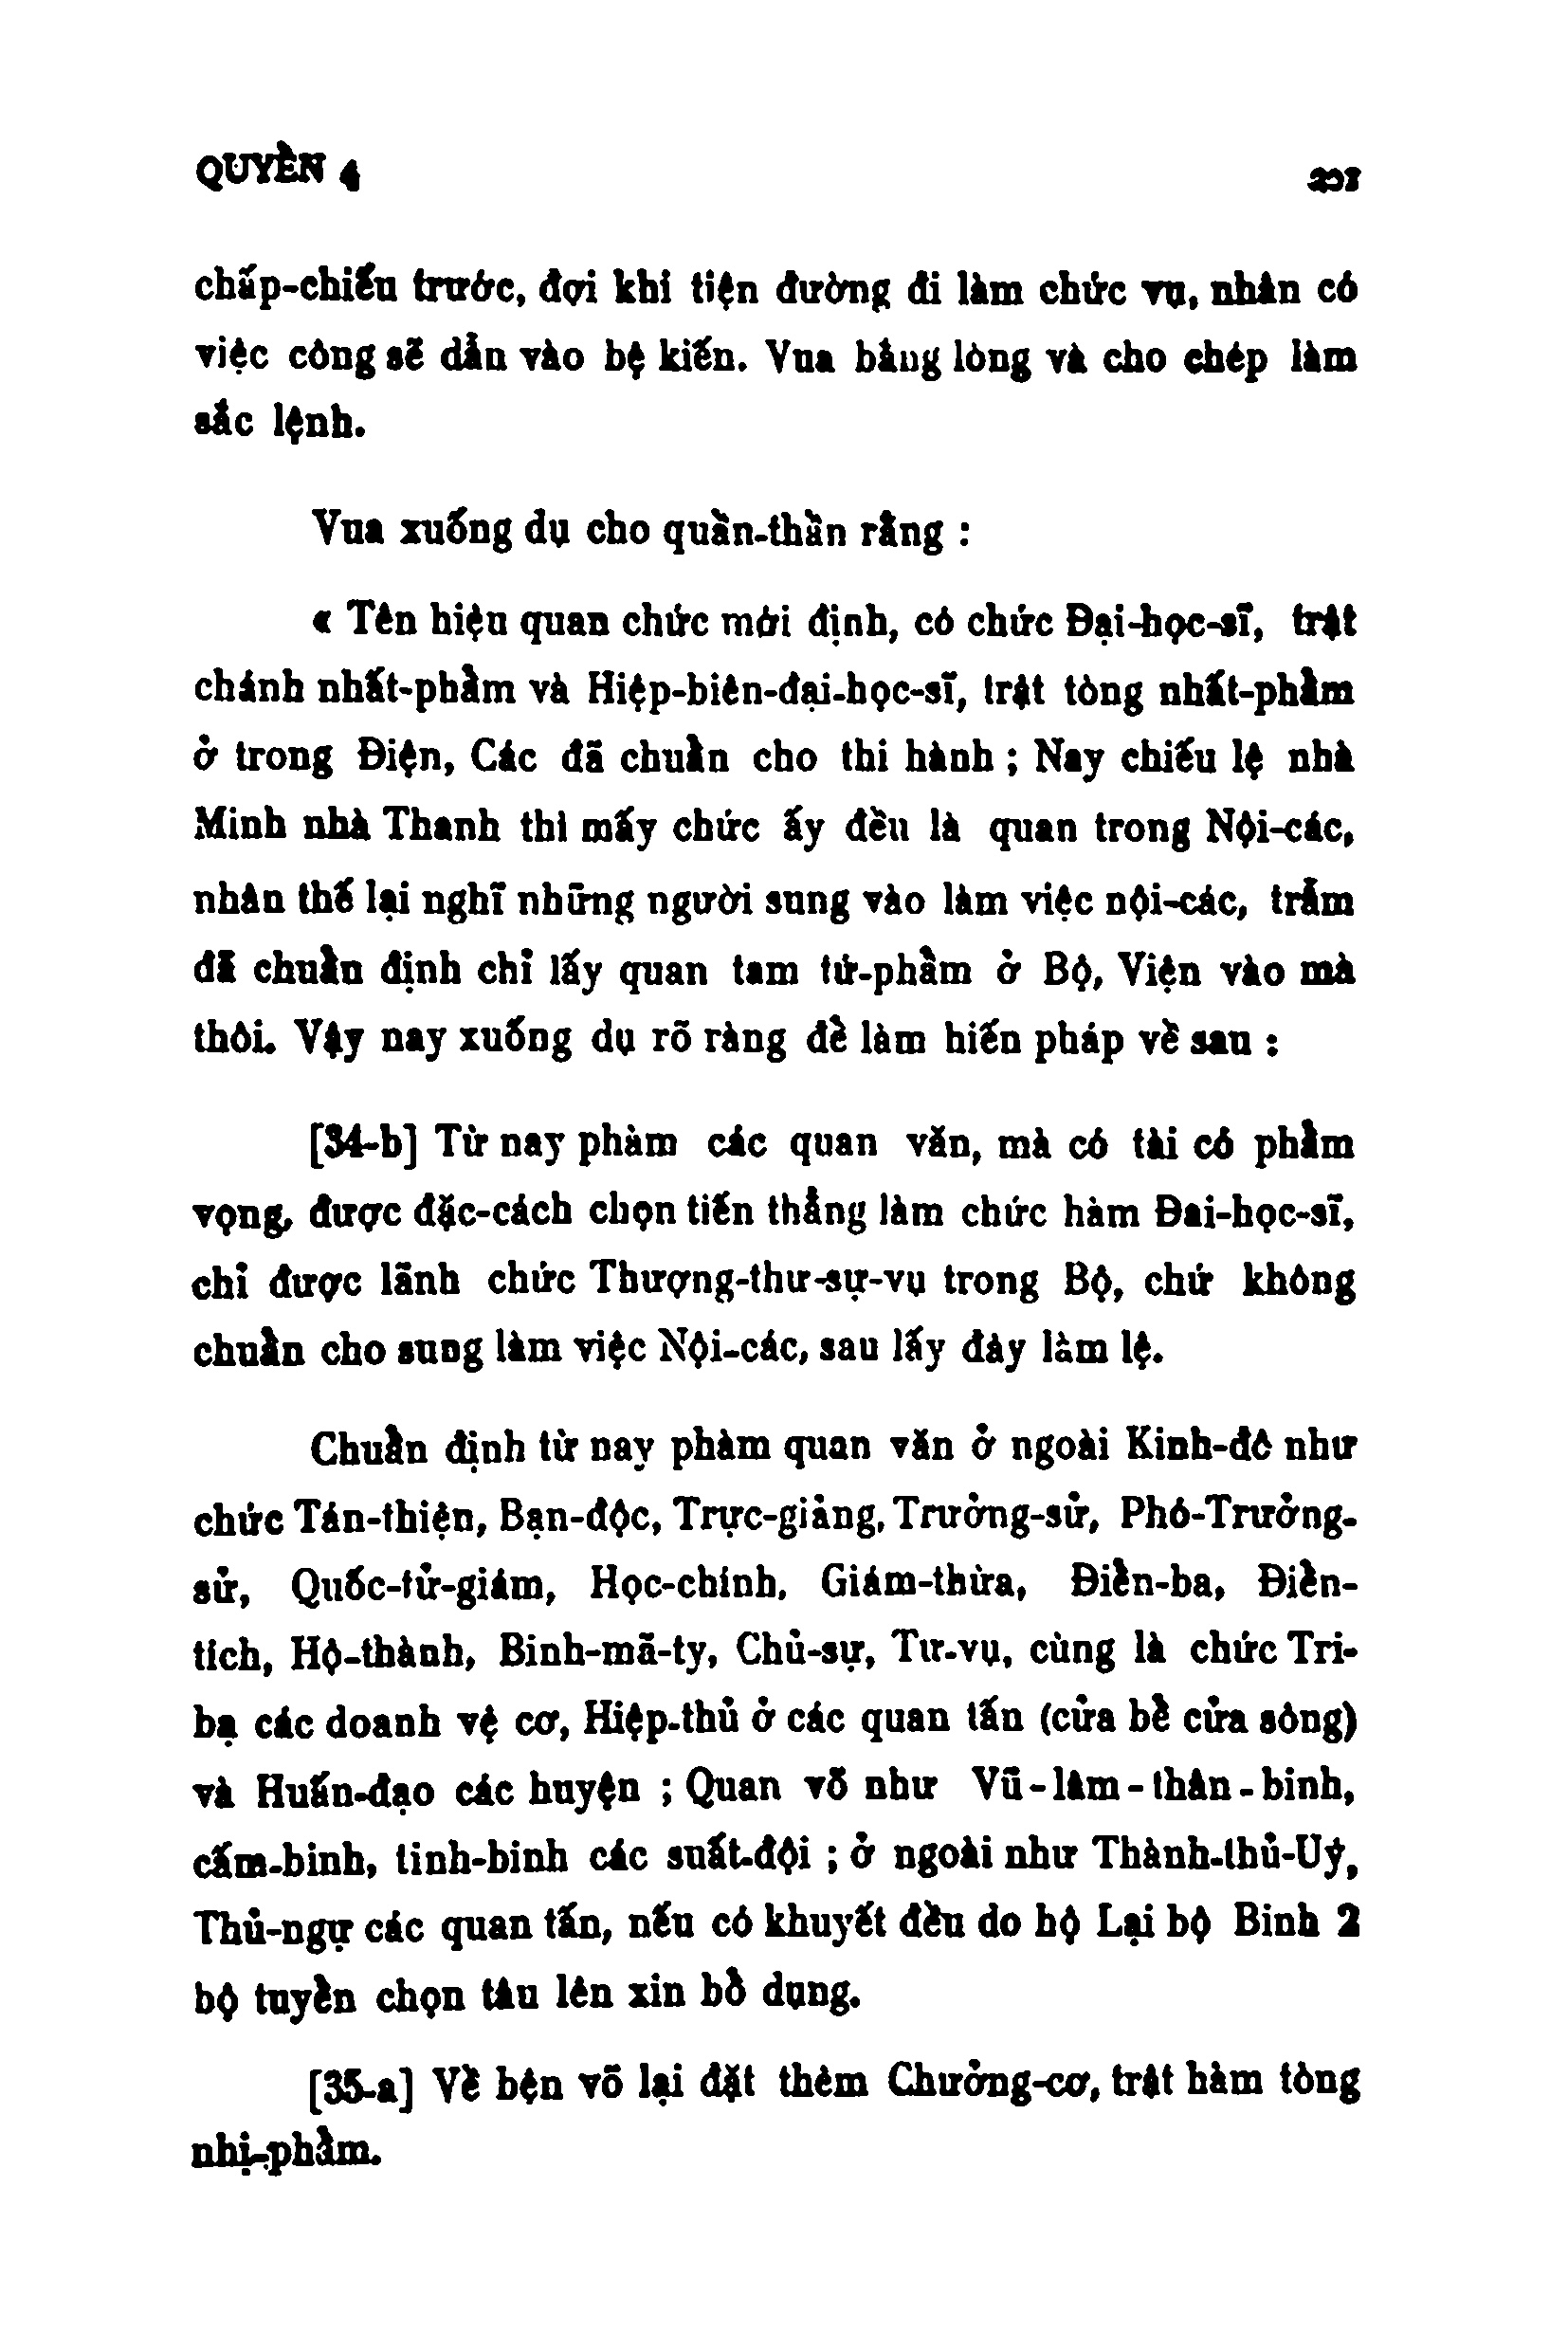 QUYỂN 4 201
chấp-chiếu trước, đợi khi tiện đường đi làm chức vụ, nhân có
việc công sẽ dẫn vào bệ kiến. Vua bằng lòng và cho chép làm
sắc lệnh.
Vua xuống dụ cho quần-thần rằng :
« Tên hiệu quan chức mới định, có chức Đại-học-sĩ, trật
chánh nhất-phẩm và Hiệp-biên-đại-học-sĩ, trật tòng nhất-phẩm
ở trong Điện, Các đã chuẩn cho thi hành ; Nay chiếu lệ nhà
Minh nhà Thanh thì mấy chức ấy đều là quan trong Nội-các,
nhân thế lại nghĩ những người sung vào làm việc nội-các, trẫm
đã chuẩn định chỉ lấy quan tam tứ-phẩm ở Bộ, Viện vào mà
thôi. Vậy nay xuống dụ rõ ràng để làm hiến pháp về sau :
[34-b] Từ nay phàm các quan văn, mà có tài có phẩm
vọng, được đặc-cách chọn tiến thẳng làm chức hàm Đai-học-sĩ,
chỉ được lãnh chức Thượng-thư-sự-vụ trong Bộ, chứ không
chuẩn cho sung làm việc Nội-các, sau lấy đây làm lệ.
Chuẩn định từ nay phàm quan văn ở ngoài Kinh-đô như
chức Tán-thiện, Bạn-độc, Trực-giảng, Trưởng-sử, Phó-Trưởng-
sử, Quốc-tử-giám, Học-chính, Giám-thừa, Điển-ba, Điển-
tích, Hộ-thành, Binh-mã-ty, Chủ-sự, Tư-vụ, cùng là chức Tri-
bạ các doanh vệ cơ, Hiệp-thủ ở các quan tấn (cửa bể cửa sông)
và Huấn-đạo các huyện ; Quan võ như Vũ-lâm-thân-binh,
cấm-binh, tinh-binh các suất-đội ; ở ngoài như Thành-thủ-Uý,
Thủ-ngự các quan tấn, nếu có khuyết đều do hộ Lại bộ Binh 2
bộ tuyển chọn tâu lên xin bổ dụng.
[35-a] Về bên võ lại đặt thêm Chưởng-cơ, trật hàm tòng
nhị-phẩm.